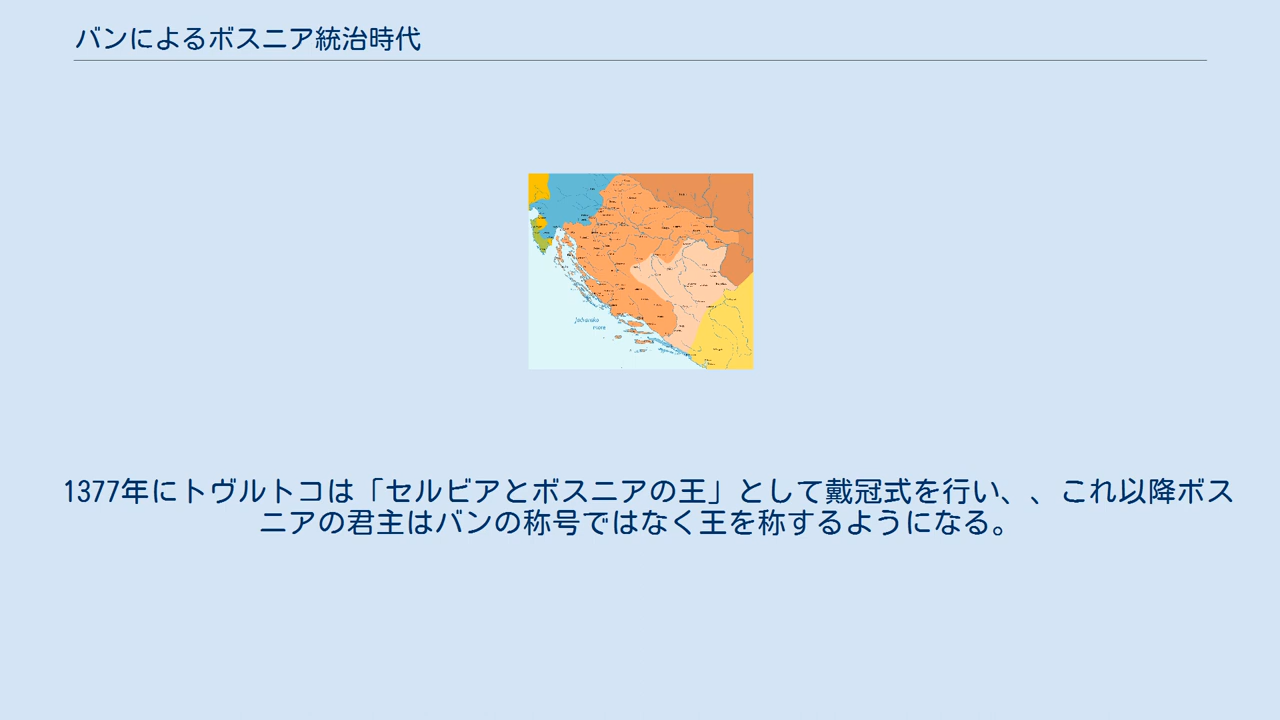 バンによるボスニア統治時代
Jadransko
more
1377年にトヴルトコは「セルビアとボスニアの王」として戴冠式を行い、、これ以降ボス
ニアの君主はバンの称号ではなく王を称するようになる。